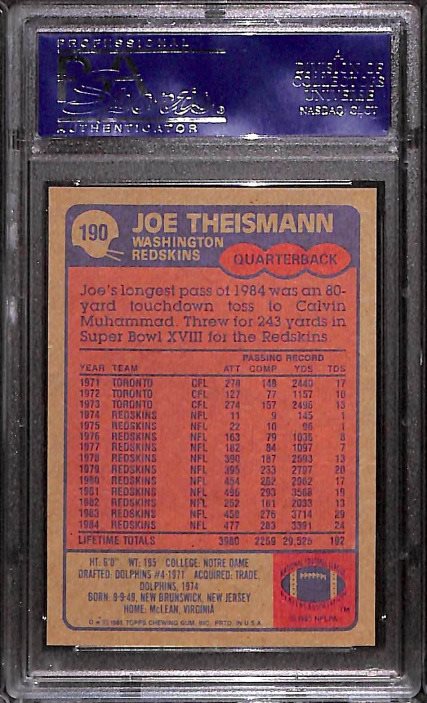 PROFESSIONAL
PSA
Sports
AUTHENTICATOR
A
DIVISION OF
COLLECTORS
UNIVERSE
NASDAQ: CLCT
190
JOE THEISMANN
WASHINGTON
REDSKINS
QUARTERBACK
Joe's longest pass of 1984 was an 80-
yard touchdown toss to Calvin
Muhammad. Threw for 243 yards in
Super Bowl XVIII for the Redskins.
PASSING RECORD
YEAR TEAM ATT COMP YDS TDS
1971 TORONTO CFL 278 148 2440 17
1972 TORONTO CFL 127 77 1157 10
1973 TORONTO CFL 274 157 2496 13
1974 REDSKINS NFL 11 9 145 1
1975 REDSKINS NFL 22 10 96 1
1976 REDSKINS NFL 163 79 1036 8
1977 REDSKINS NFL 182 84 1097 7
1978 REDSKINS NFL 390 187 2593 13
1979 REDSKINS NFL 395 233 2797 20
1980 REDSKINS NFL 454 262 2962 17
1981 REDSKINS NFL 496 293 3568 19
1982 REDSKINS NFL 252 161 2033 13
1983 REDSKINS NFL 459 276 3714 29
1984 REDSKINS NFL 477 283 3391 24
LIFETIME TOTALS 3980 2259 29,525 192
HT: 6'0" WT: 195 COLLEGE: NOTRE DAME
DRAFTED: DOLPHINS #4-1971 ACQUIRED: TRADE,
DOLPHINS, 1974
BORN: 9-9-49, NEW BRUNSWICK, NEW JERSEY
HOME: McLEAN, VIRGINIA
© 1985 TOPPS CHEWING GUM, INC. PRTD. IN U.S.A.
NATIONAL FOOTBALL LEAGUE
PLAYERS ASSOCIATION
TM
© 1985 NFLPA